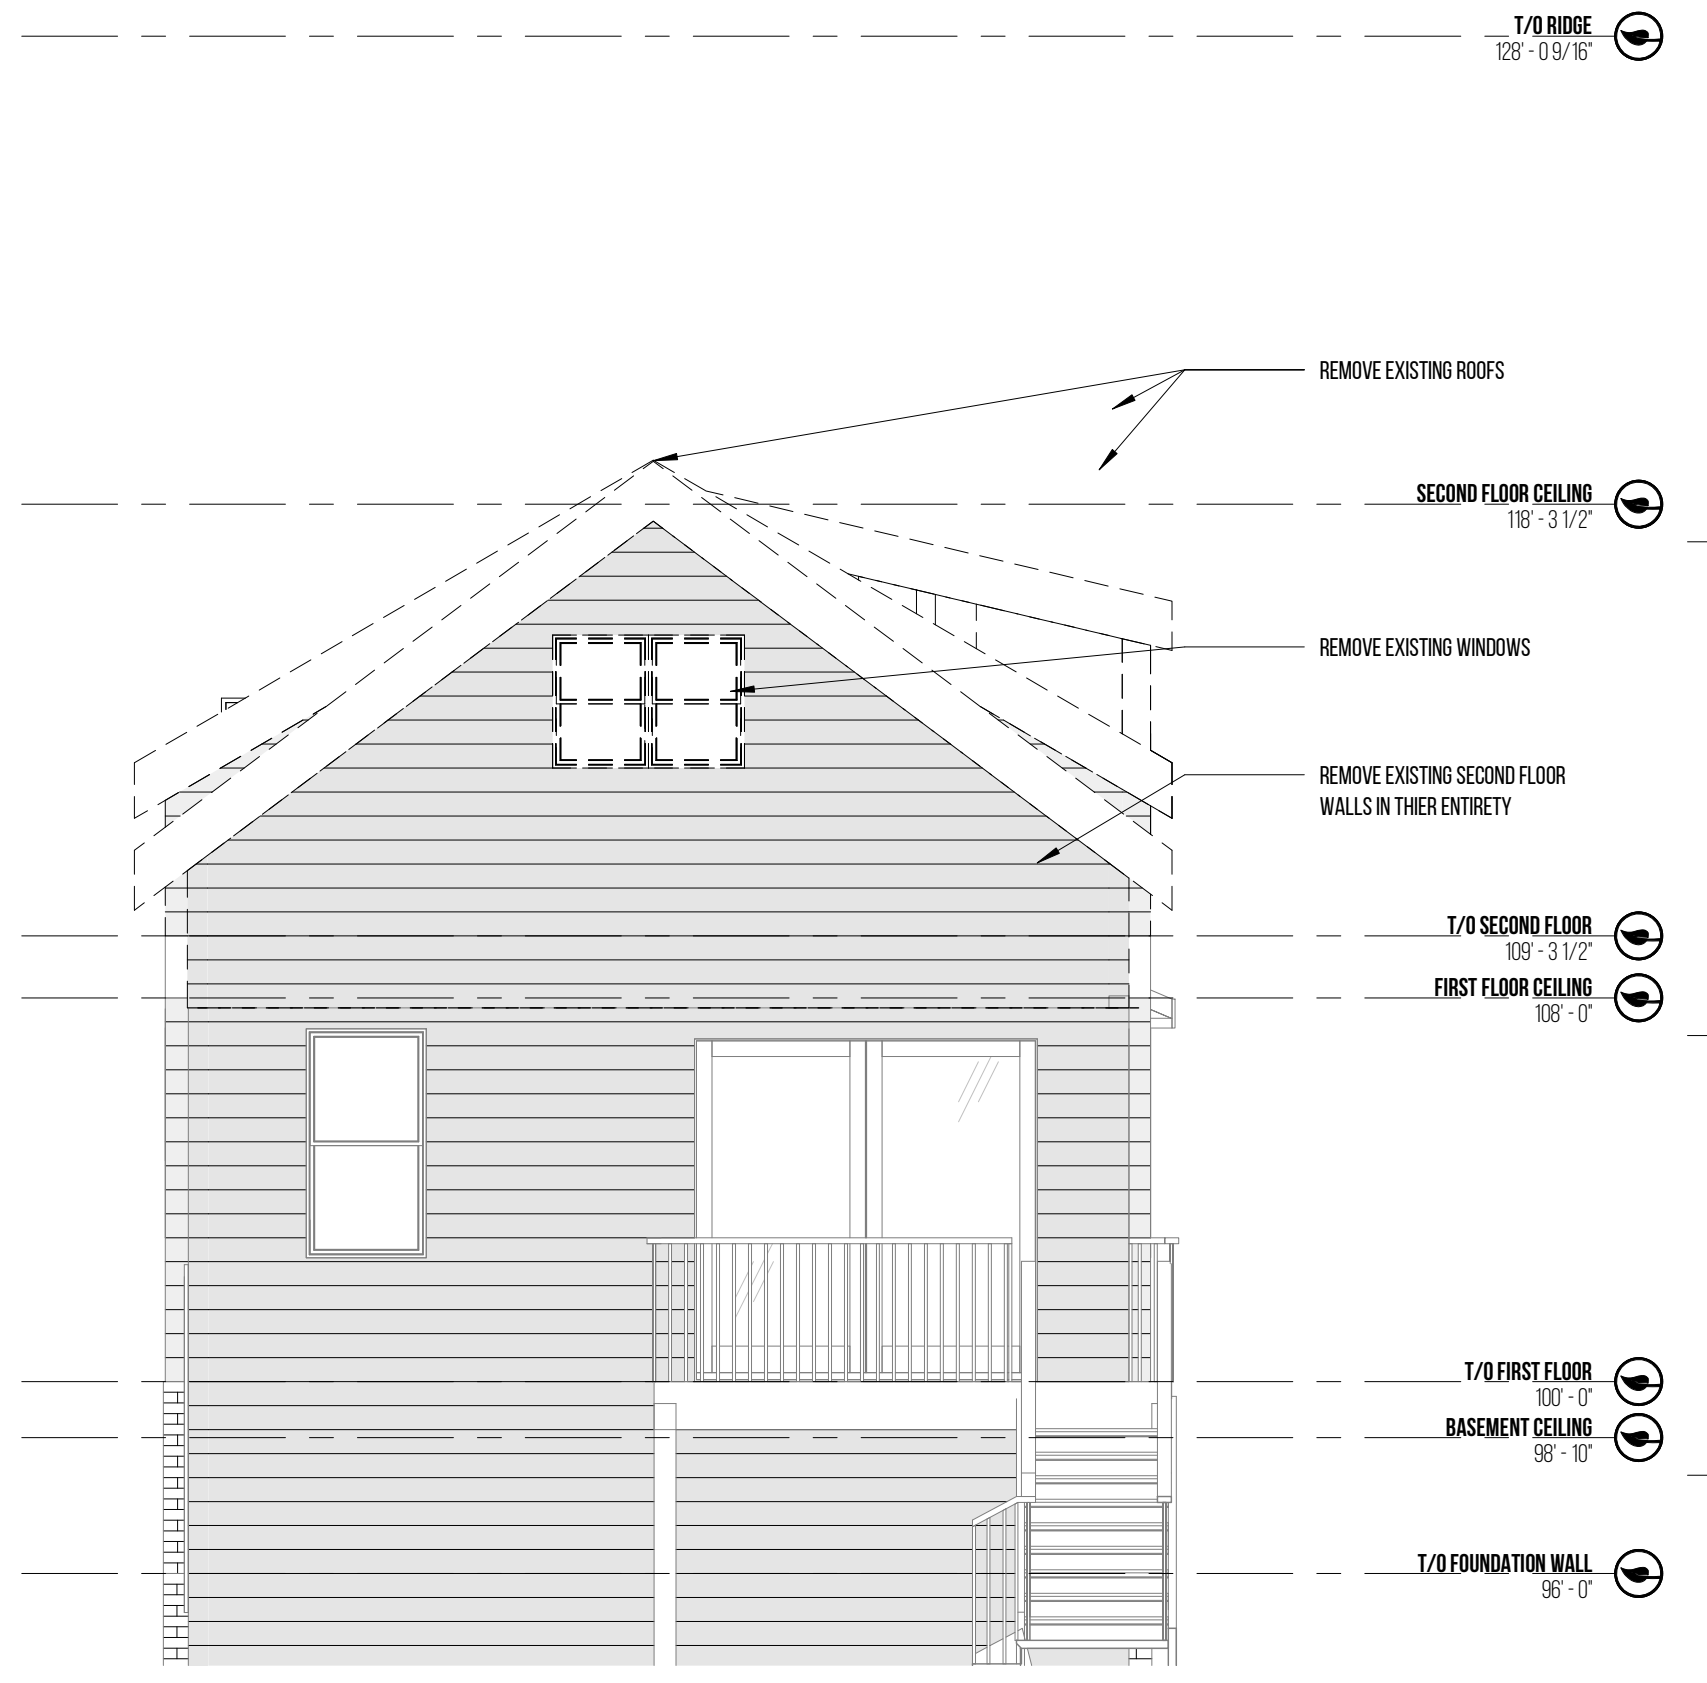 T/O RIDGE
128' - 0 9/16"
REMOVE EXISTING ROOFS
SECOND FLOOR CEILING
118' - 3 1/2"
REMOVE EXISTING WINDOWS
REMOVE EXISTING SECOND FLOOR
WALLS IN THIER ENTIRETY
T/O SECOND FLOOR
109' - 3 1/2"
FIRST FLOOR CEILING
108' - 0"
T/O FIRST FLOOR
100' - 0"
BASEMENT CEILING
98' - 10"
T/O FOUNDATION WALL
96' - 0"